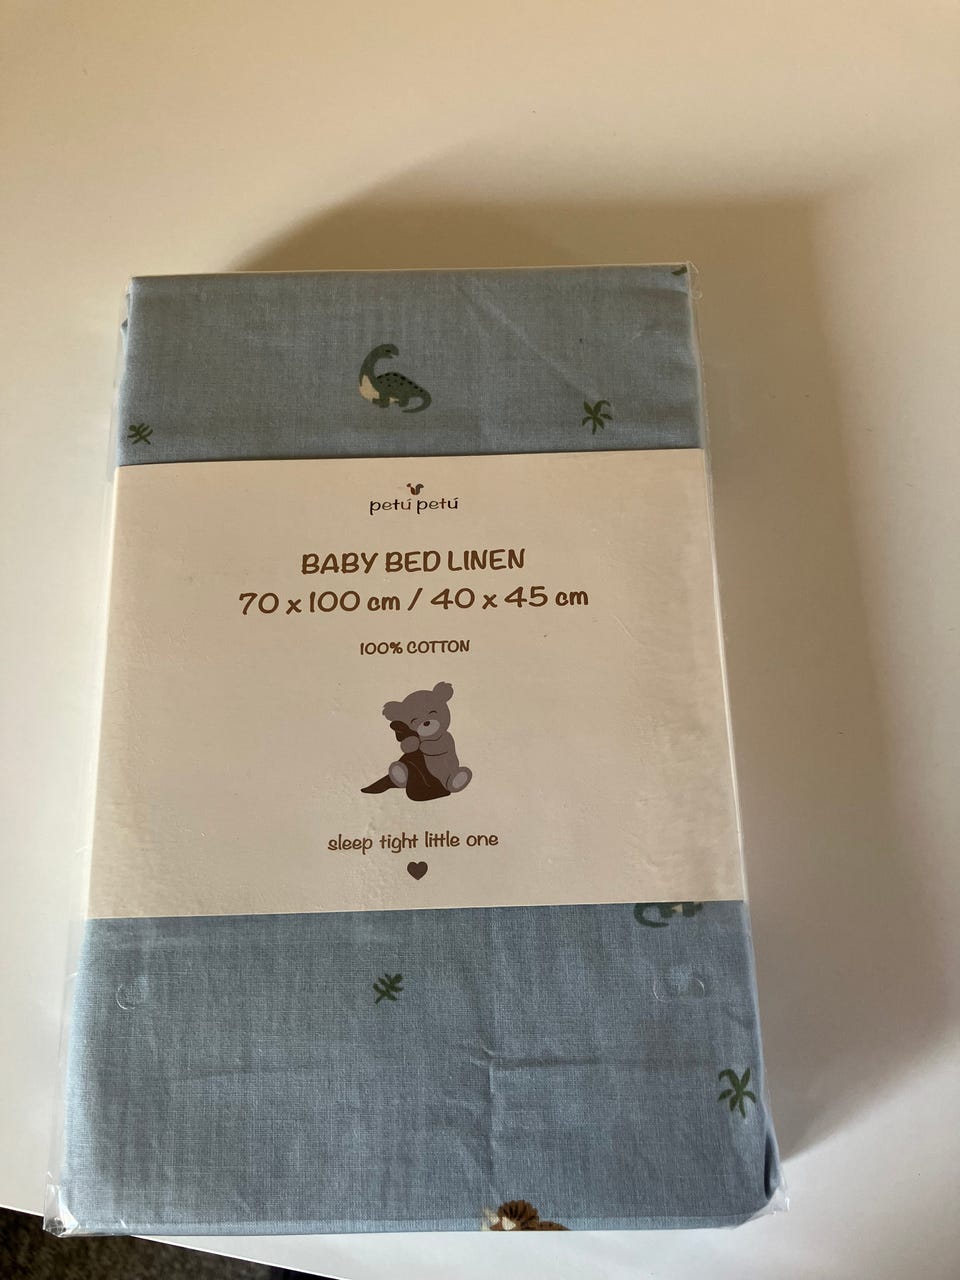 petú petú
BABY BED LINEN
70 x 100 cm / 40 x 45 cm
100% COTTON
sleep tight little one